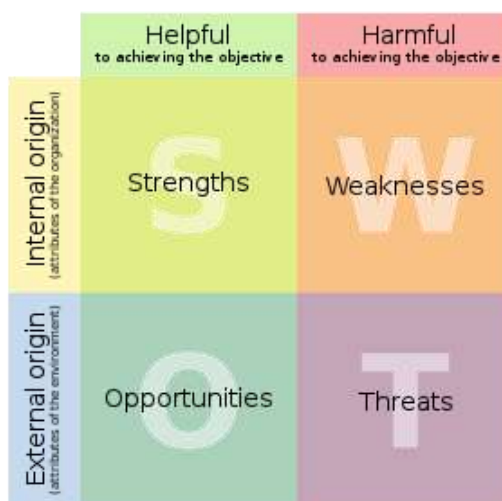 Helpful
to achieving the objective
Harmful
to achieving the objective
Internal origin
(attributes of the organization)
S
Strengths
W
Weaknesses
External origin
(attributes of the environment)
O
Opportunities
T
Threats